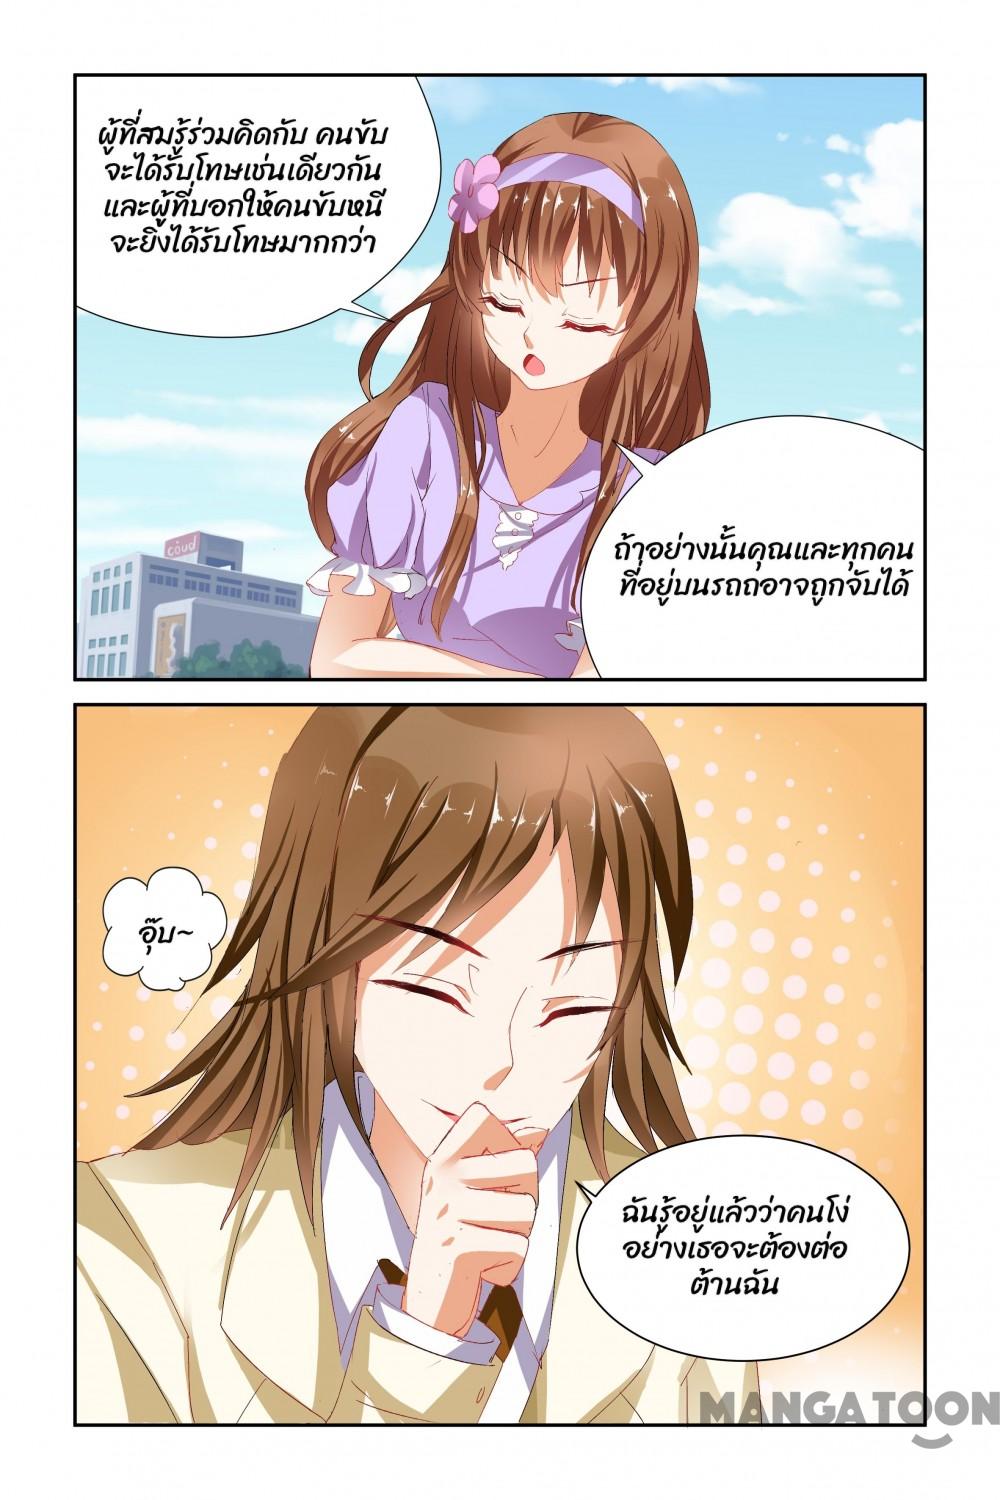 ผู้ที่สมรู้ร่วมคิดกับ คนขับ
จะได้รับโทษเช่นเดียวกัน
และผู้ที่บอกให้คนขับหนี
จะยิ่งได้รับโทษมากกว่า
ถ้าอย่างนั้นคุณและทุกคน
ที่อยู่บนรถถอาจถูกจับได้
coud
อุ๊บ~
ฉันรู้อยู่แล้วว่าคนโง่
อย่างเธอจะต้องต่อ
ต้านฉัน
MANGATOON